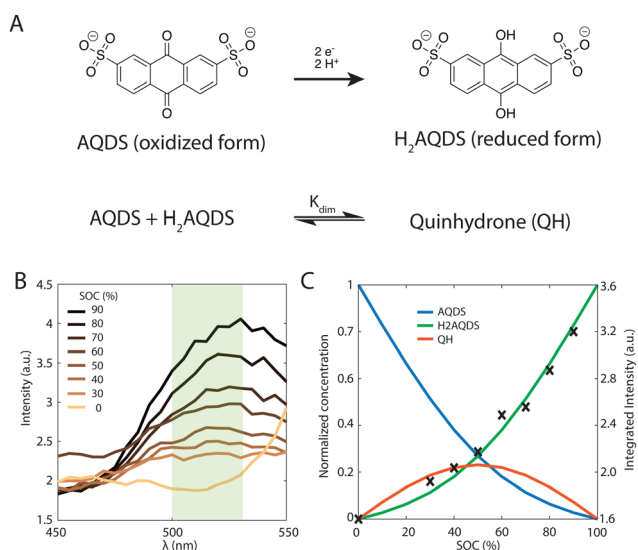 A
O
O
O
S
O
⊖
O
O
S
O
⊖
2 e-
2 H+
OH
OH
O
S
O
O
⊖
O
S
O
O
⊖
AQDS (oxidized form)
H2AQDS (reduced form)
AQDS + H2AQDS
Kdim
Quinhydrone (QH)
B
4.5
4
3.5
3
2.5
2
1.5
Intensity (a.u.)
SOC (%)
90
80
70
60
50
40
30
0
450
500
550
λ (nm)
C
1
0.7
0.6
0.4
0.2
0
Normalized concentration
AQDS
H2AQDS
QH
3.6
3.2
2.8
2.4
2.0
1.6
Integrated Intensity (a.u.)
0
20
40
60
80
100
SOC (%)